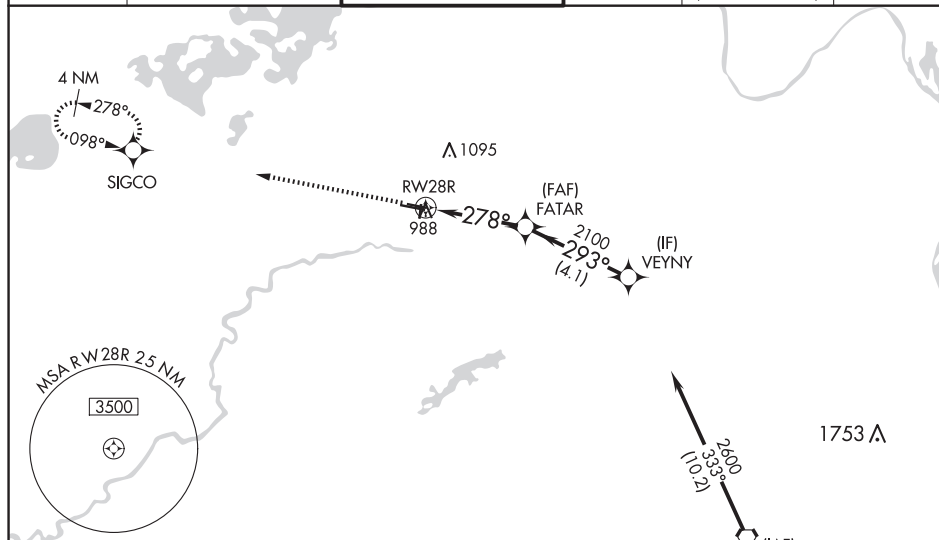 4 NM
278°
098°
SIGCO
1095
RW28R
988
278°
(FAF)
FATAR
2100
293°
(4.1)
(IF)
VEYNY
MSA RW28R 25 NM
3500
1753
2600
333°
(10.2)